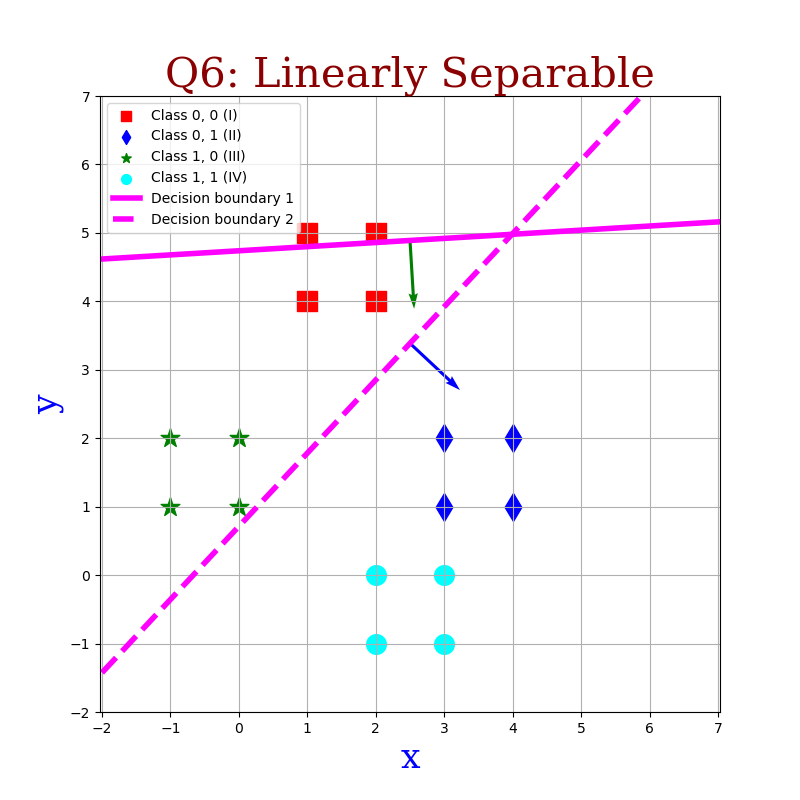 Q6: Linearly Separable
Class 0, 0 (I)
Class 0, 1 (II)
Class 1, 0 (III)
Class 1, 1 (IV)
Decision boundary 1
Decision boundary 2
7
6
5
4
3
2
1
0
−1
−2
y
−2 −1 0 1 2 3 4 5 6 7
x